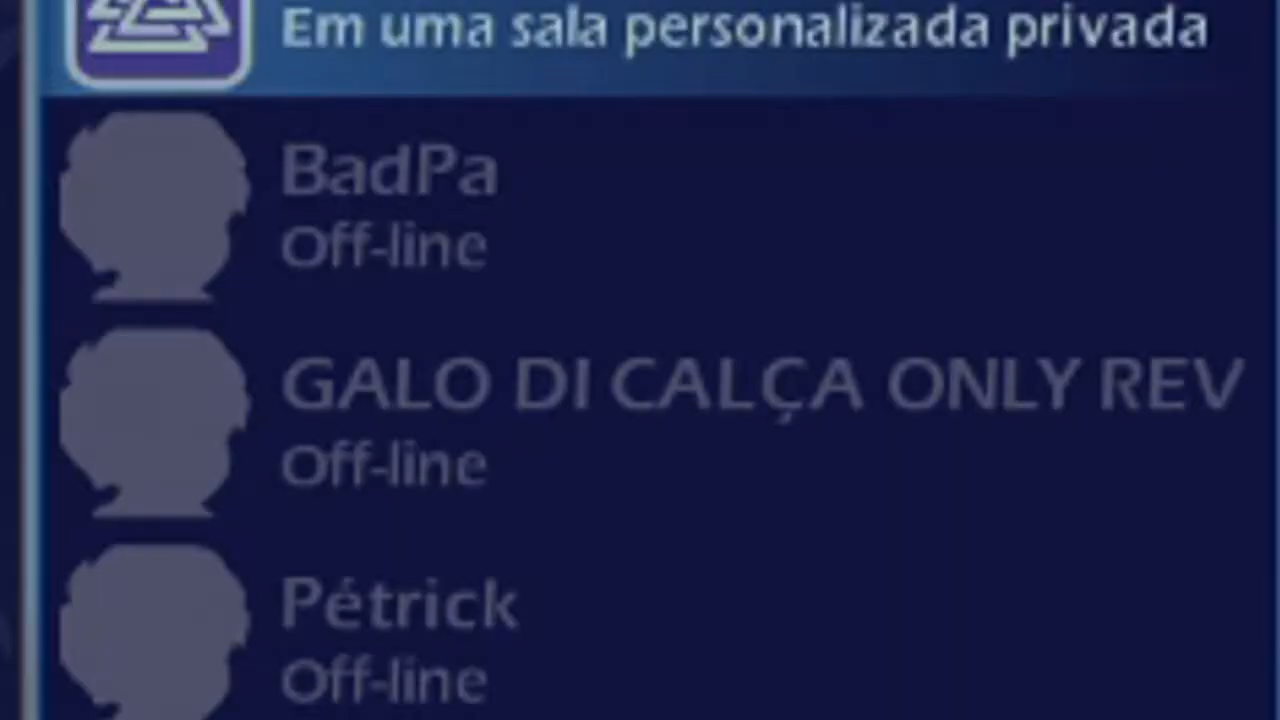 Em uma sala personalizada privada
BadPa
Off-line
GALO DI CALÇA ONLY REV
Off-line
Pétrick
Off-line